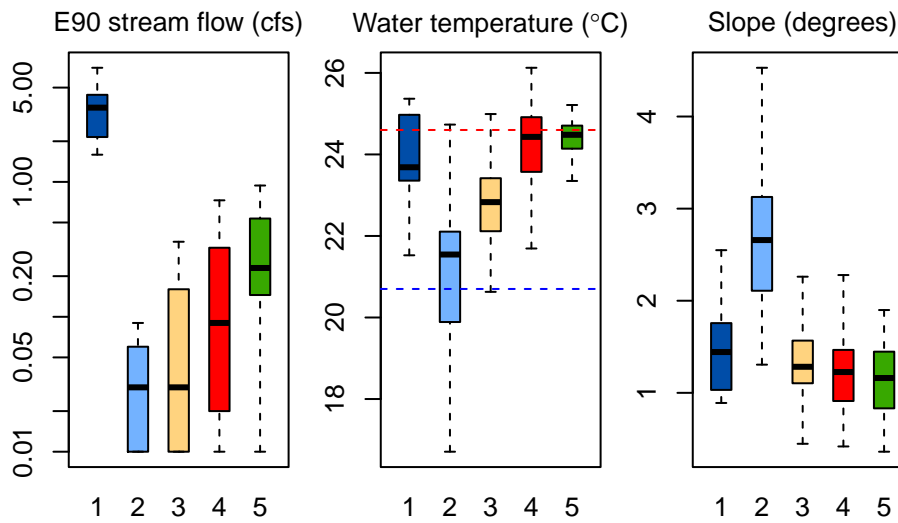 E90 stream flow (cfs)
Water temperature (°C)
Slope (degrees)
5.00
1.00
0.20
0.05
0.01
1 2 3 4 5
26
24
22
20
18
1 2 3 4 5
4
3
2
1
1 2 3 4 5